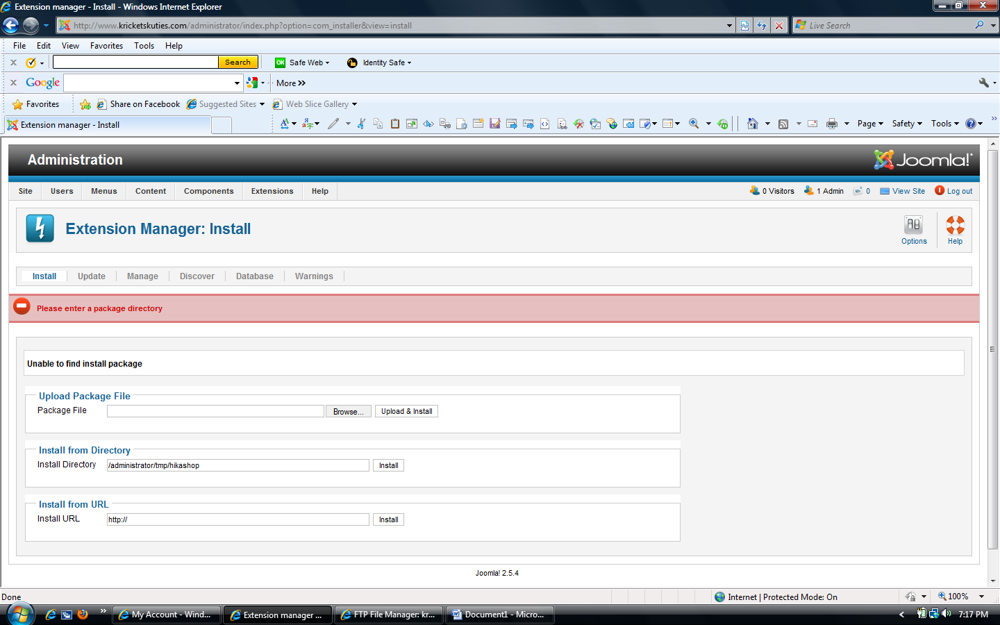 Extension manager - Install - Windows Internet Explorer
http://www.kricketskuties.com/administrator/index.php?option=com_installer&view=install
Live Search
File Edit View Favorites Tools Help
x Search OK Safe Web Identity Safe
x Google More »
Favorites Share on Facebook Suggested Sites Web Slice Gallery
Extension manager - Install Page Safety Tools »
Administration Joomla!
Site Users Menus Content Components Extensions Help 0 Visitors 1 Admin 0 View Site Log out
Extension Manager: Install
Options Help
Install Update Manage Discover Database Warnings
Please enter a package directory
Unable to find install package
Upload Package File
Package File Browse... Upload & Install
Install from Directory
Install Directory /administrator/tmp/hikashop Install
Install from URL
Install URL http:// Install
Joomla! 2.5.4
Done Internet | Protected Mode: On 100%
» My Account - Wind... Extension manager ... FTP File Manager: kr... Document1 - Micro... < 7:17 PM